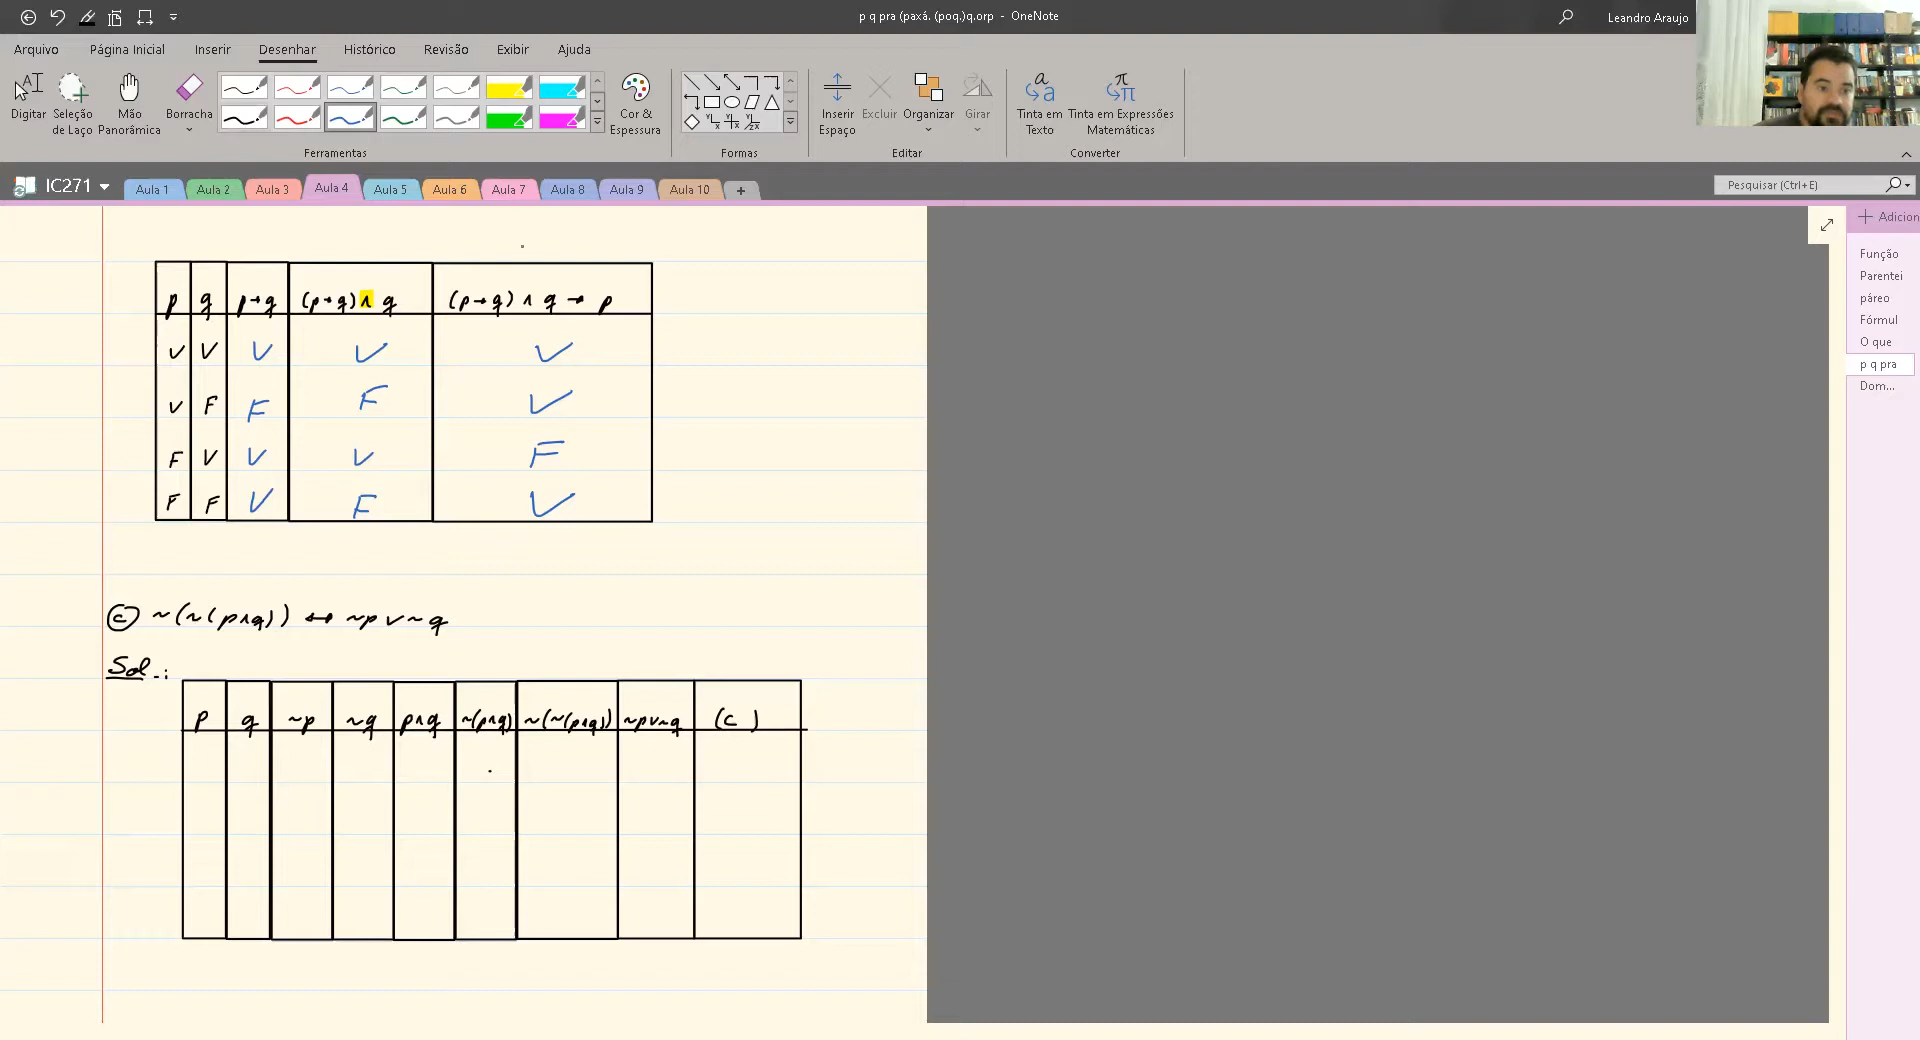 p q pra (paxá. (poq.)q.orp - OneNote
Leandro Araujo
Arquivo Página Inicial Inserir Desenhar Histórico Revisão Exibir Ajuda
Digitar Seleção de Laço Mão Panorâmica Borracha Cor & Espessura Inserir Espaço Excluir Organizar Girar Tinta em Texto Tinta em Expressões Matemáticas
Ferramentas Formas Editar Converter
IC271 Aula 1 Aula 2 Aula 3 Aula 4 Aula 5 Aula 6 Aula 7 Aula 8 Aula 9 Aula 10 +
Pesquisar (Ctrl+E)
Adicion
Função
Parentei
páreo
Fórmul
O que
p q pra
Dom...
p q p→q (p→q) ∧ q (p→q) ∧ q → p
V V V V V
V F F F V
F V V V F
F F V F V
(c) ~(~(p∧q)) ↔ ~p ∨ ~q
Sol.:
p q ~p ~q p∧q ~(p∧q) ~(~(p∧q)) ~p∨~q (c)